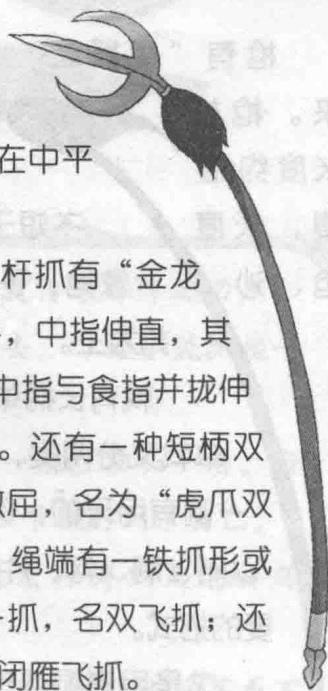 在中平
杆抓有“金龙
，中指伸直，其
中指与食指并拢伸
。还有一种短柄双
屈，名为“虎爪双
绳端有一铁抓形或
抓，名双飞抓；还
闭雁飞抓。